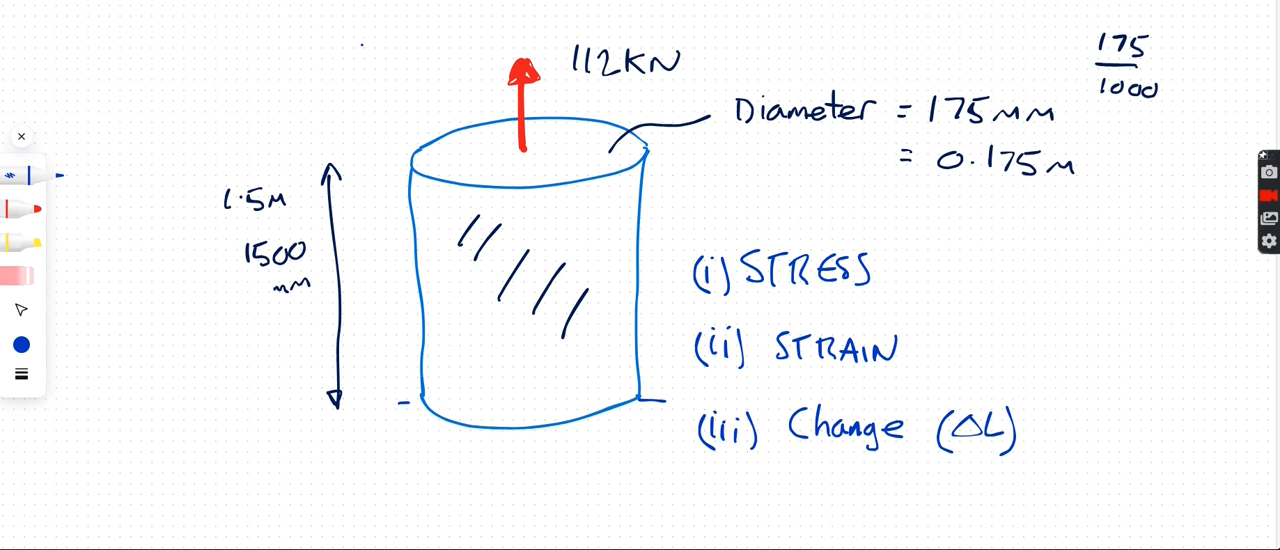 112KN
175
1000
Diameter = 175mm
= 0.175m
1.5m
1500
mm
(i) STRESS
(ii) STRAIN
(iii) Change (ΔL)